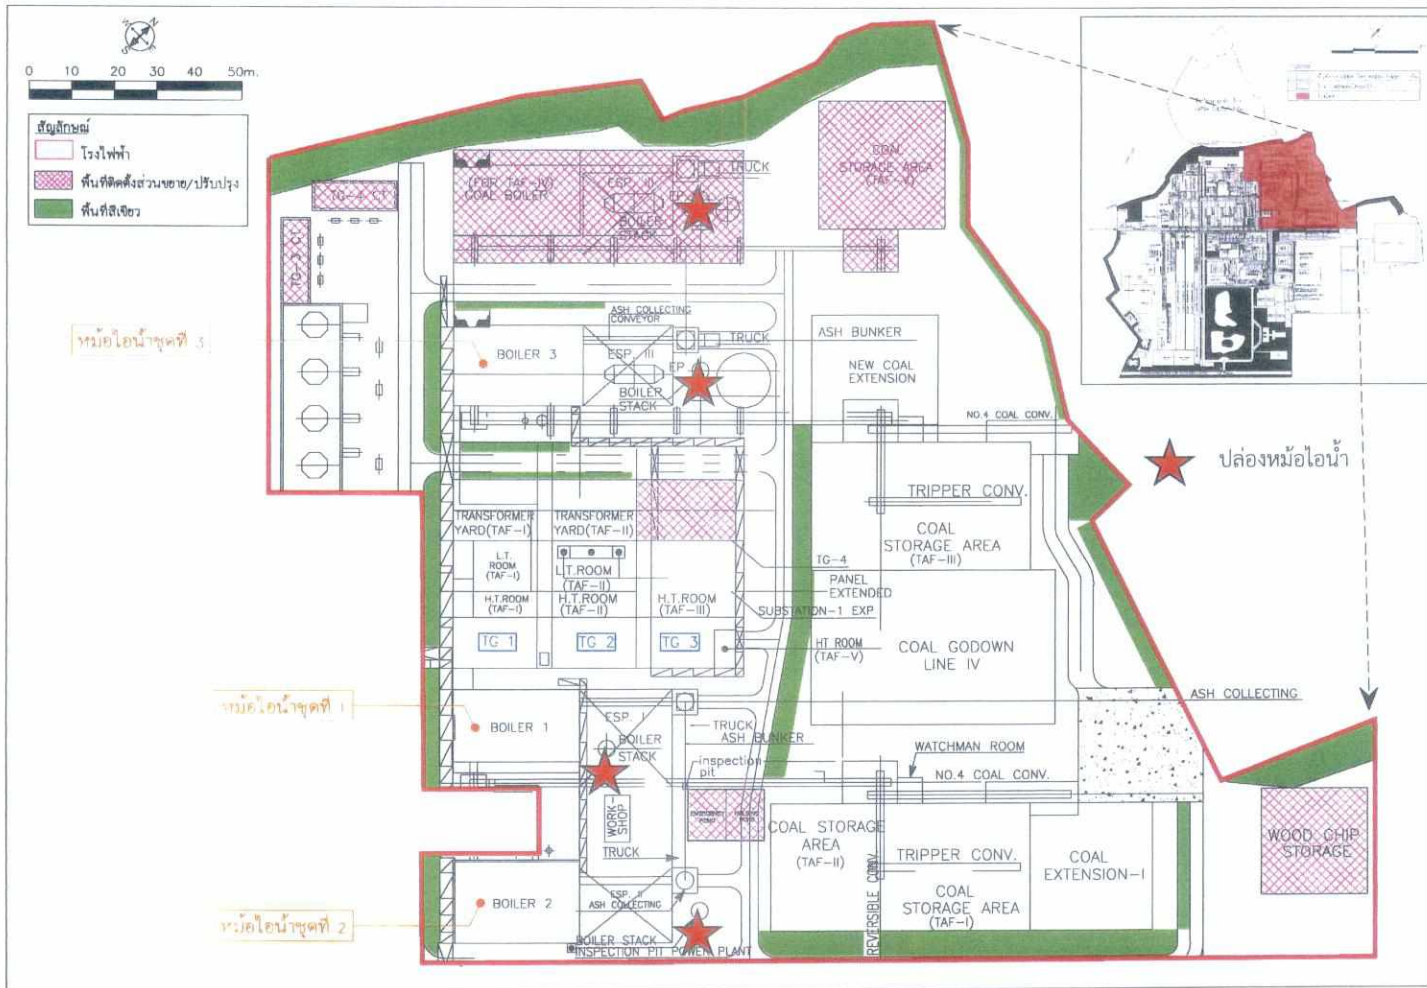 0 10 20 30 40 50m.
สัญลักษณ์
โรงไฟฟ้า
พื้นที่ติดตั้งส่วนขยาย/ปรับปรุง
พื้นที่สีเขียว
TG-4 CT
TG-3 CT
(FOR TAF-IV)
COAL BOILER
ESP. III
EP
BOILER
STACK
TRUCK
STORAGE AREA
(TAF-V)
หม้อไอน้ำชุดที่ 3
BOILER 3
ASH COLLECTING
CONVEYOR
ESP. III
EP
BOILER
STACK
TRUCK
ASH BUNKER
NEW COAL
EXTENSION
NO.4 COAL CONV.
ปล่องหม้อไอน้ำ
TRIPPER CONV.
COAL
STORAGE AREA
(TAF-III)
TRANSFORMER
YARD(TAF-I)
TRANSFORMER
YARD(TAF-II)
L.T.
ROOM
(TAF-I)
L.T.ROOM
(TAF-II)
H.T.ROOM
(TAF-I)
H.T.ROOM
(TAF-II)
H.T.ROOM
(TAF-III)
TG-4
PANEL
EXTENDED
SUBSTATION-1 EXP
TG 1
TG 2
TG 3
HT ROOM
(TAF-V)
COAL GODOWN
LINE IV
หม้อไอน้ำชุดที่ 1
BOILER 1
ESP. I
BOILER
STACK
TRUCK
ASH BUNKER
ASH COLLECTING
inspection
pit
WATCHMAN ROOM
NO.4 COAL CONV.
WORK-
SHOP
TRUCK
COAL STORAGE
AREA
(TAF-II)
REVERSIBLE CONV.
TRIPPER CONV.
COAL
STORAGE AREA
(TAF-I)
COAL
EXTENSION-I
WOOD CHIP
STORAGE
หม้อไอน้ำชุดที่ 2
BOILER 2
ESP. II
ASH COLLECTING
BOILER STACK
INSPECTION PIT POWER PLANT